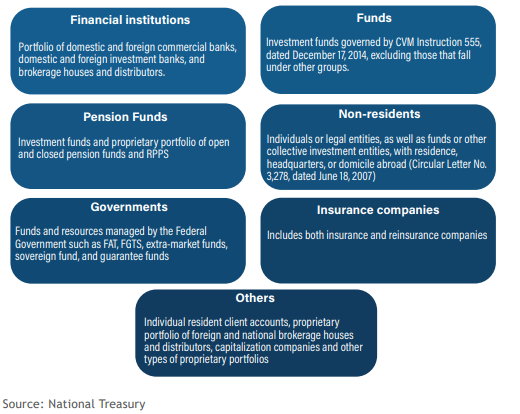 Financial institutions
Portfolio of domestic and foreign commercial banks,
domestic and foreign investment banks, and
brokerage houses and distributors.
Funds
Investment funds governed by CVM Instruction 555,
dated December 17, 2014, excluding those that fall
under other groups.
Pension Funds
Investment funds and proprietary portfolio of open
and closed pension funds and RPPS
Non-residents
Individuals or legal entities, as well as funds or other
collective investment entities, with residence,
headquarters, or domicile abroad (Circular Letter No.
3,278, dated June 18, 2007)
Governments
Funds and resources managed by the Federal
Government such as FAT, FGTS, extra-market funds,
sovereign fund, and guarantee funds
Insurance companies
Includes both insurance and reinsurance companies
Others
Individual resident client accounts, proprietary
portfolio of foreign and national brokerage houses
and distributors, capitalization companies and other
types of proprietary portfolios
Source: National Treasury